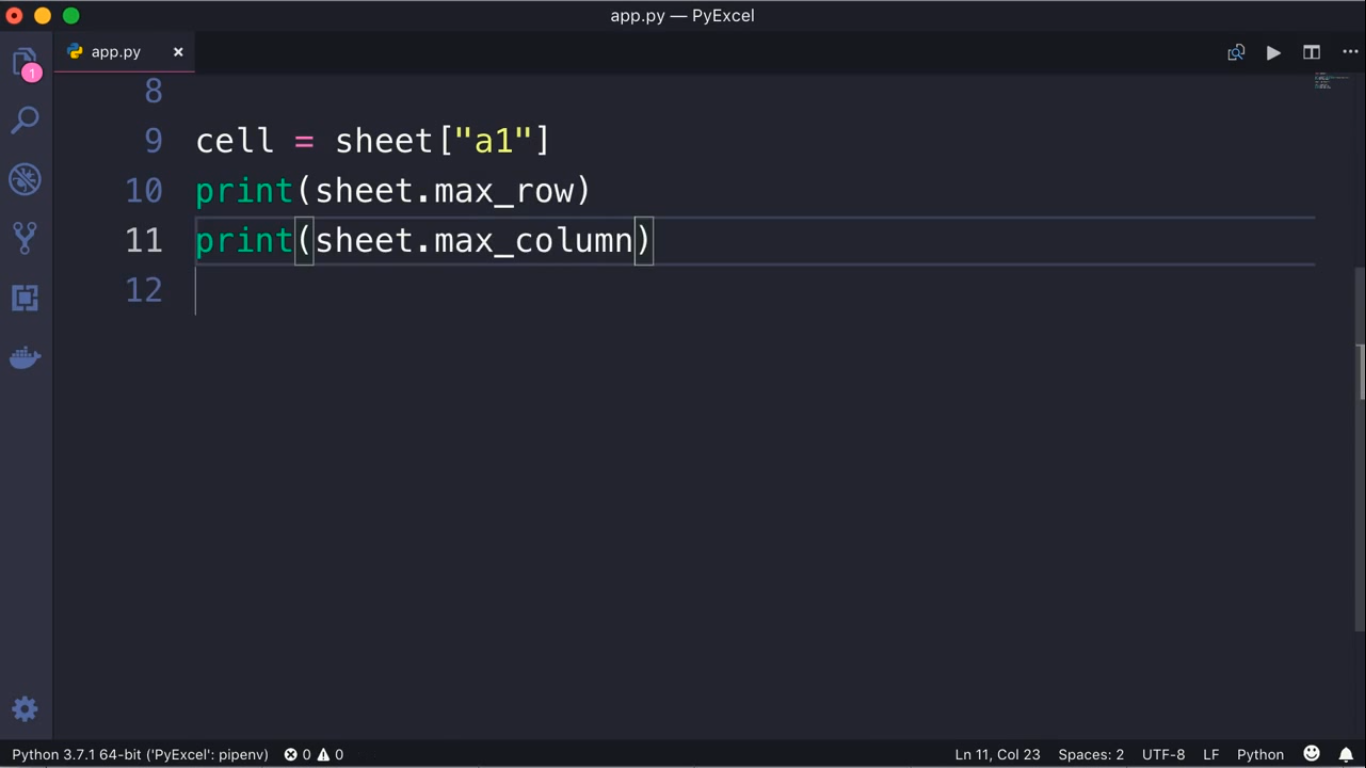 app.py — PyExcel
app.py
1
8
9 cell = sheet["a1"]
10 print(sheet.max_row)
11 print(sheet.max_column)
12
Python 3.7.1 64-bit ('PyExcel': pipenv) 0 0 Ln 11, Col 23 Spaces: 2 UTF-8 LF Python